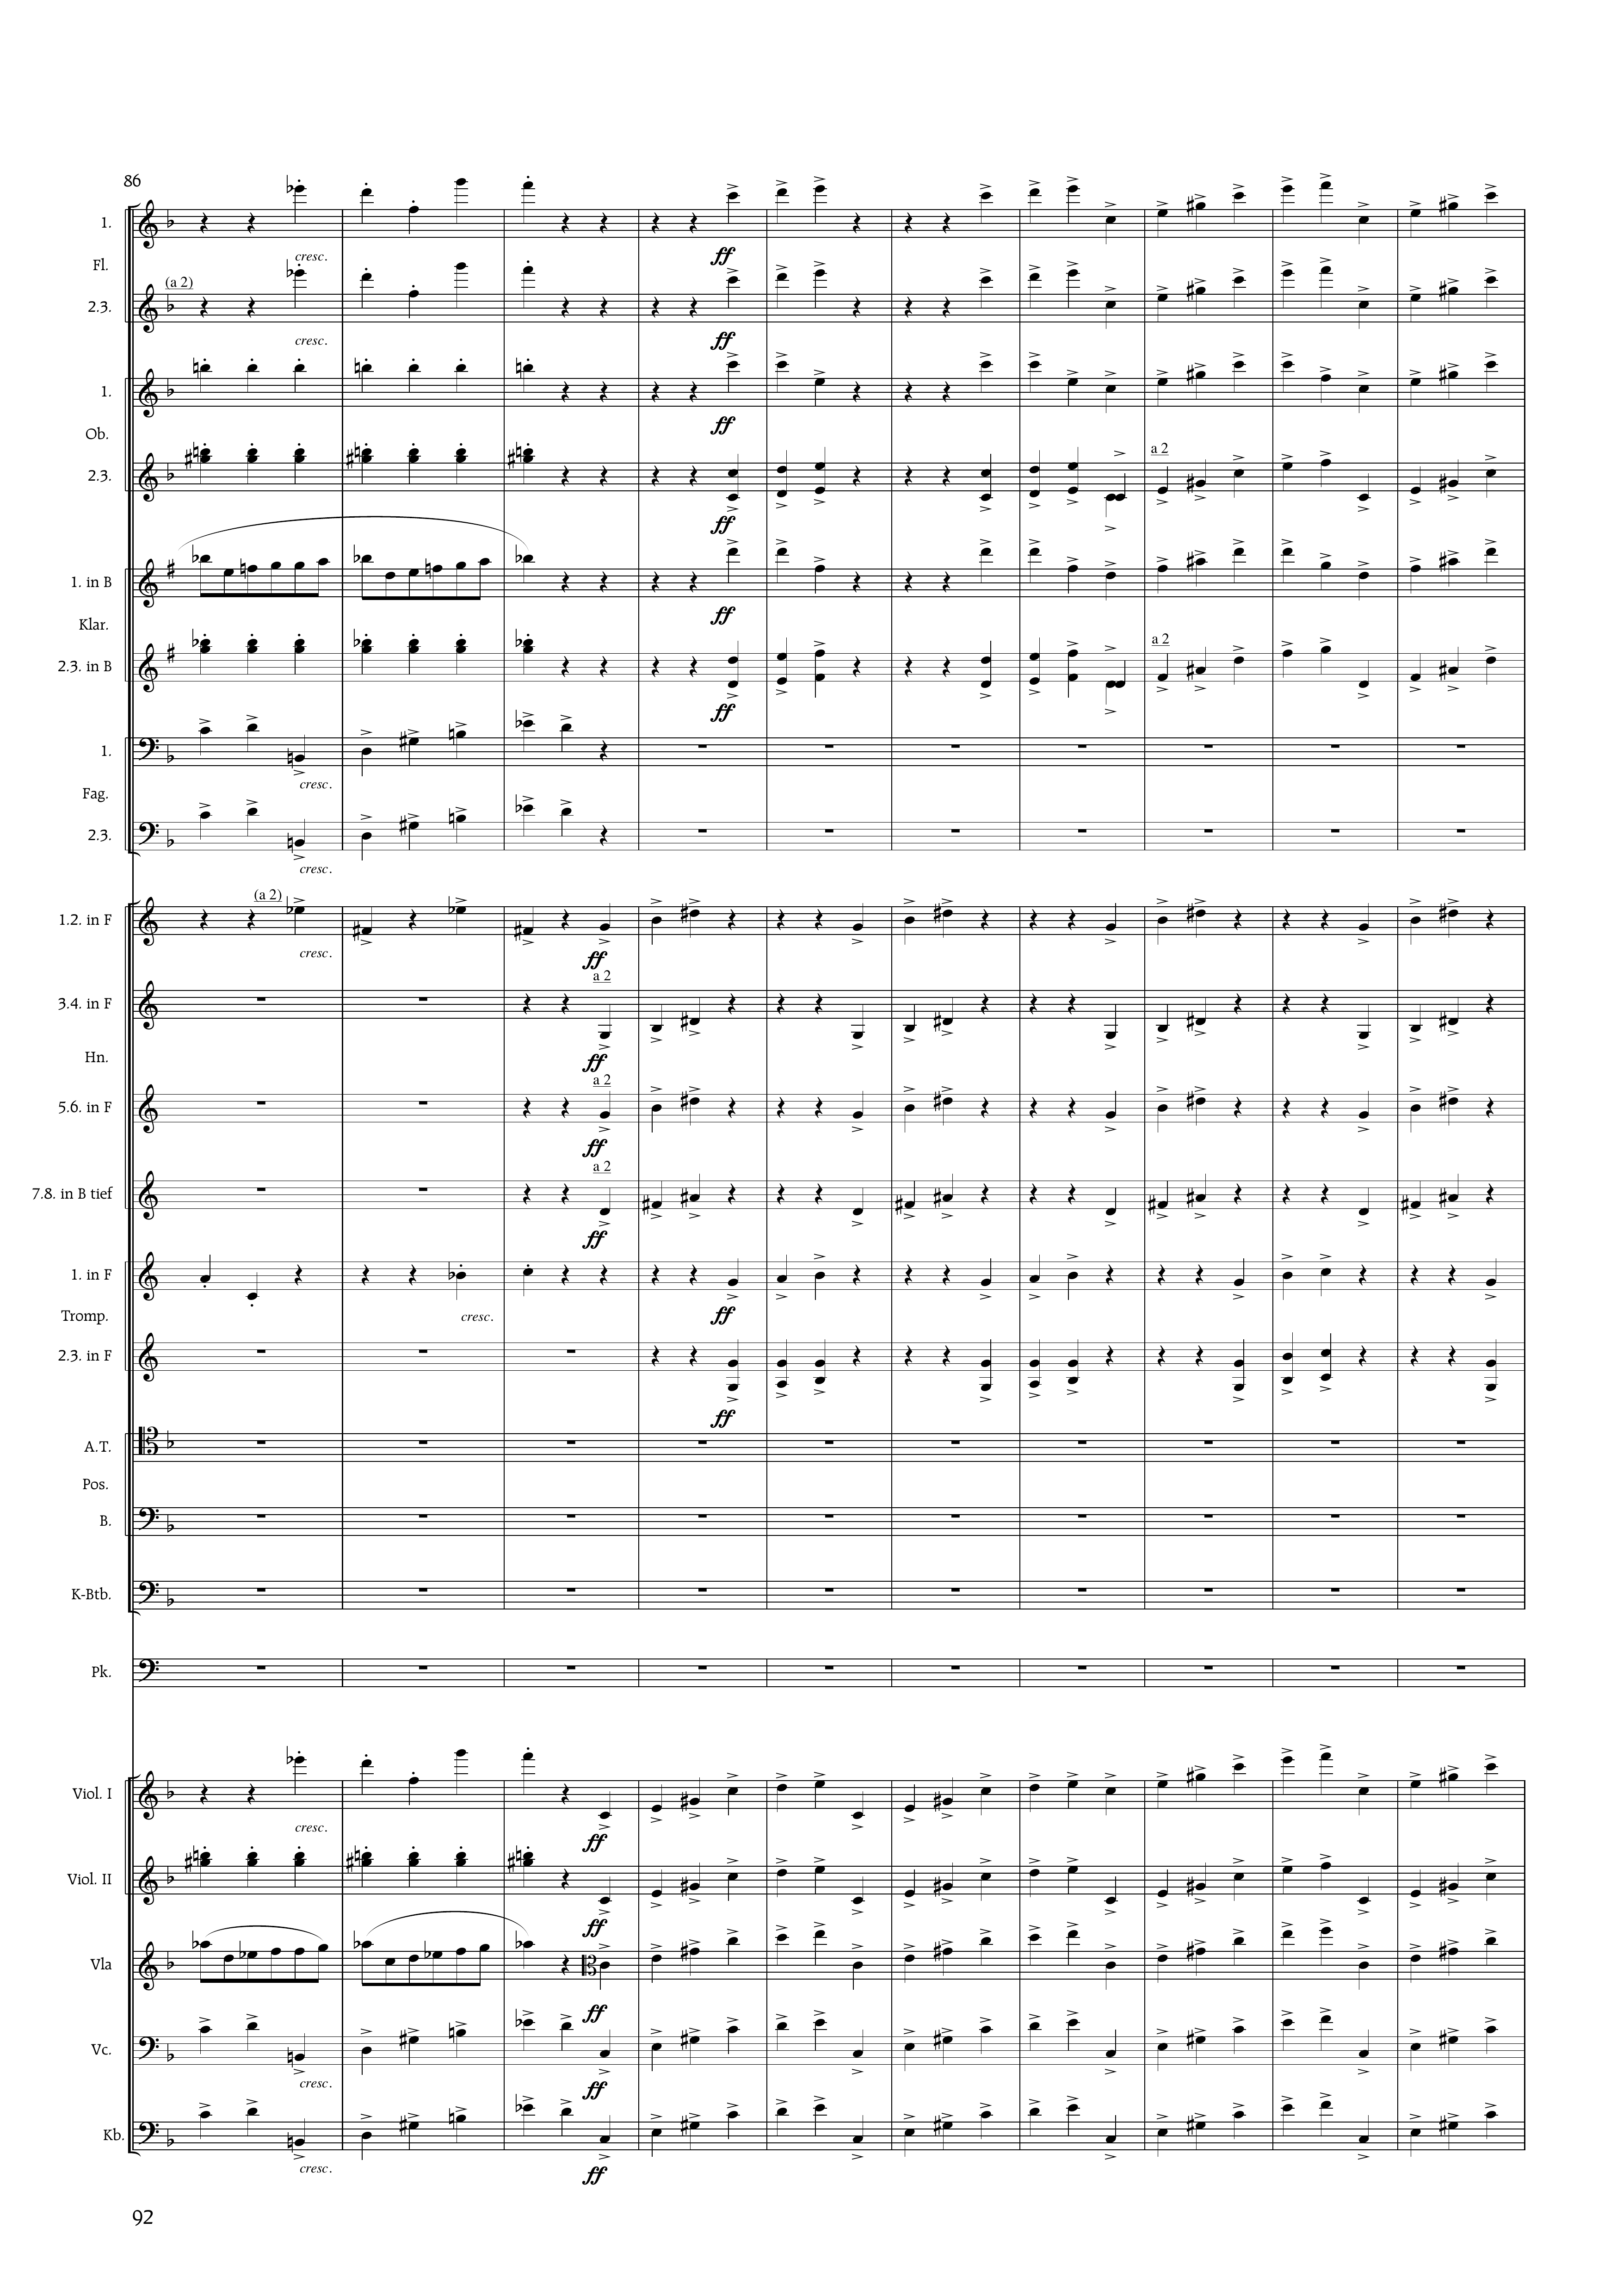 86
1.
cresc.
Fl.
(a 2)
2.3.
ff
cresc.
ff
1.
ff
Ob.
a 2
2.3.
ff
1. in B
ff
Klar.
a 2
2.3. in B
ff
1.
cresc.
Fag.
2.3.
cresc.
(a 2)
1.2. in F
cresc.
ff
a 2
3.4. in F
ff
Hn.
a 2
5.6. in F
ff
a 2
7.8. in B tief
ff
1. in F
cresc.
ff
Tromp.
2.3. in F
ff
A.T.
Pos.
B.
K-Btb.
Pk.
Viol. I
cresc.
ff
Viol. II
ff
Vla
ff
Vc.
cresc.
ff
Kb.
cresc.
ff
92